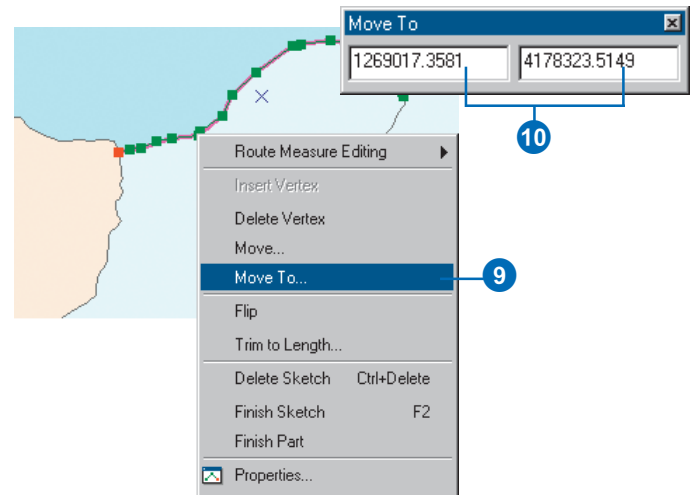 Move To
1269017.3581 4178323.5149
10
Route Measure Editing
Insert Vertex
Delete Vertex
Move...
Move To...
9
Flip
Trim to Length...
Delete Sketch Ctrl+Delete
Finish Sketch F2
Finish Part
Properties...